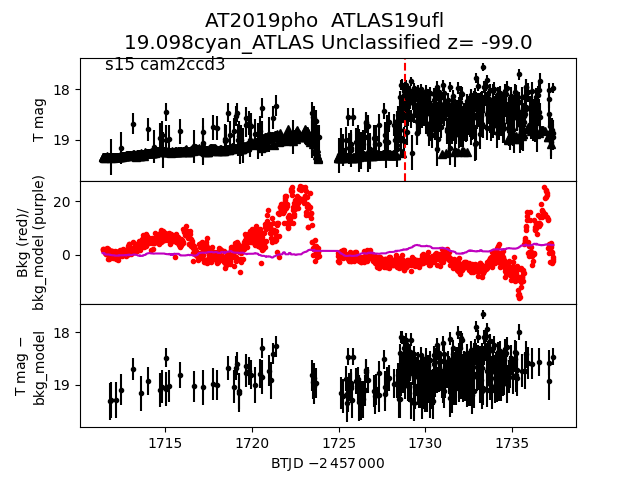 AT2019pho  ATLAS19ufl
19.098cyan_ATLAS Unclassified z= -99.0
s15 cam2ccd3
T mag
18
19
Bkg (red)/
bkg_model (purple)
20
0
T mag −
bkg_model
18
19
1715 1720 1725 1730 1735
BTJD −2 457 000